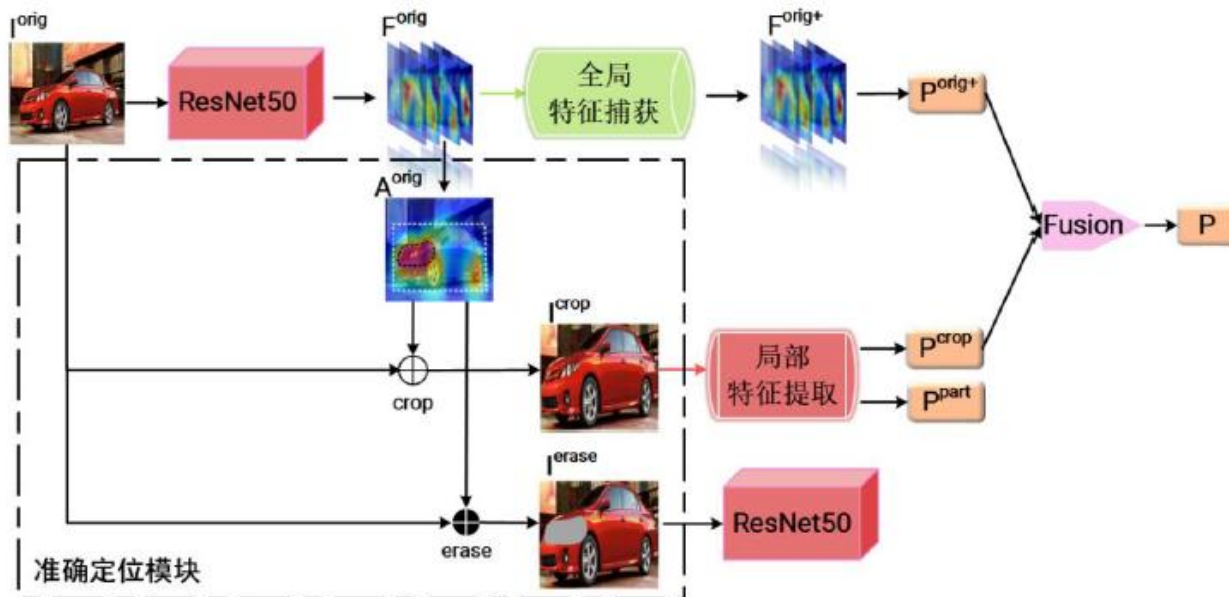 I^orig
F^orig
F^orig+
ResNet50
全局
特征捕获
P^orig+
A^orig
Fusion
P
I^crop
crop
局部
特征提取
P^crop
P^part
I^erase
erase
ResNet50
准确定位模块